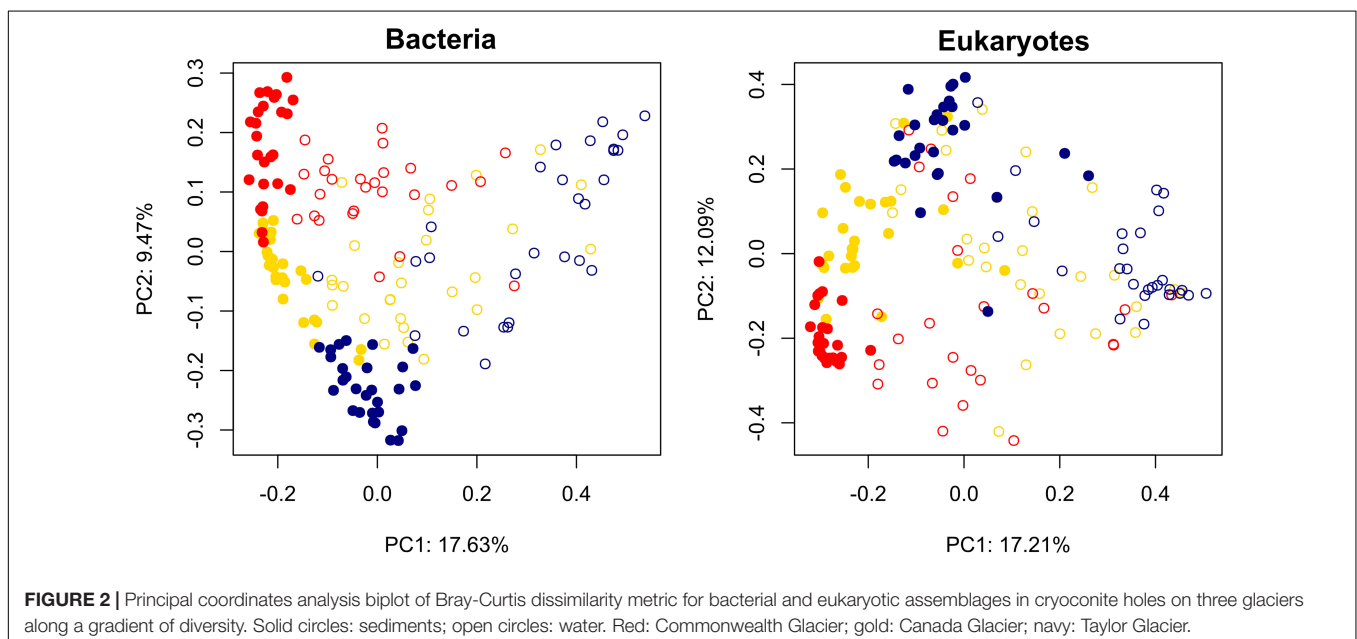 Bacteria
0.3
0.2
0.1
0.0
-0.1
-0.2
-0.3
PC2: 9.47%
-0.2 0.0 0.2 0.4
PC1: 17.63%
Eukaryotes
0.4
0.2
0.0
-0.2
-0.4
PC2: 12.09%
-0.2 0.0 0.2 0.4
PC1: 17.21%
FIGURE 2 | Principal coordinates analysis biplot of Bray-Curtis dissimilarity metric for bacterial and eukaryotic assemblages in cryoconite holes on three glaciers
along a gradient of diversity. Solid circles: sediments; open circles: water. Red: Commonwealth Glacier; gold: Canada Glacier; navy: Taylor Glacier.